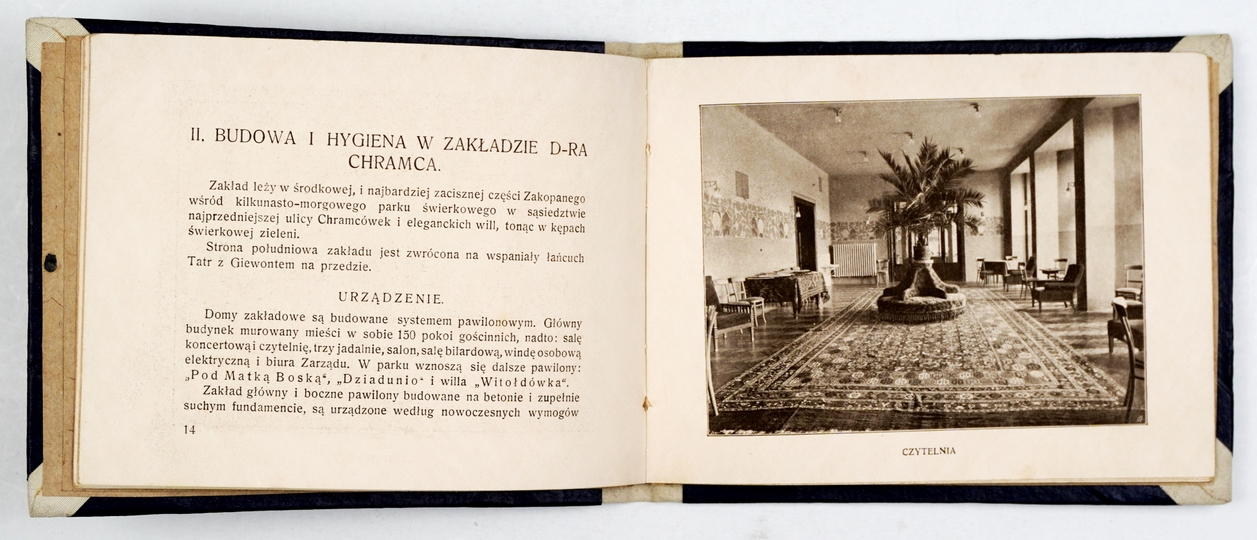 II. BUDOWA I HYGIENA W ZAKŁADZIE D-RA
CHRAMCA.
Zakład leży w środkowej, i najbardziej zacisznej części Zakopanego
wśród kilkunasto-morgowego parku świerkowego w sąsiedztwie
najprzedniejszej ulicy Chramcówek i eleganckich will, tonąc w kępach
świerkowej zieleni.
Strona południowa zakładu jest zwrócona na wspaniały łańcuch
Tatr z Giewontem na przedzie.
URZĄDZENIE.
Domy zakładowe są budowane systemem pawilonowym. Główny
budynek murowany mieści w sobie 150 pokoi gościnnich, nadto: salę
koncertową i czytelnię, trzy jadalnie, salon, salę bilardową, windę osobową
elektryczną i biura Zarządu. W parku wznoszą się dalsze pawilony:
„Pod Matką Boską“, „Dziadunio“ i willa „Witołdówka“.
Zakład główny i boczne pawilony budowane na betonie i zupełnie
suchym fundamencie, są urządzone według nowoczesnych wymogów
14
CZYTELNIA